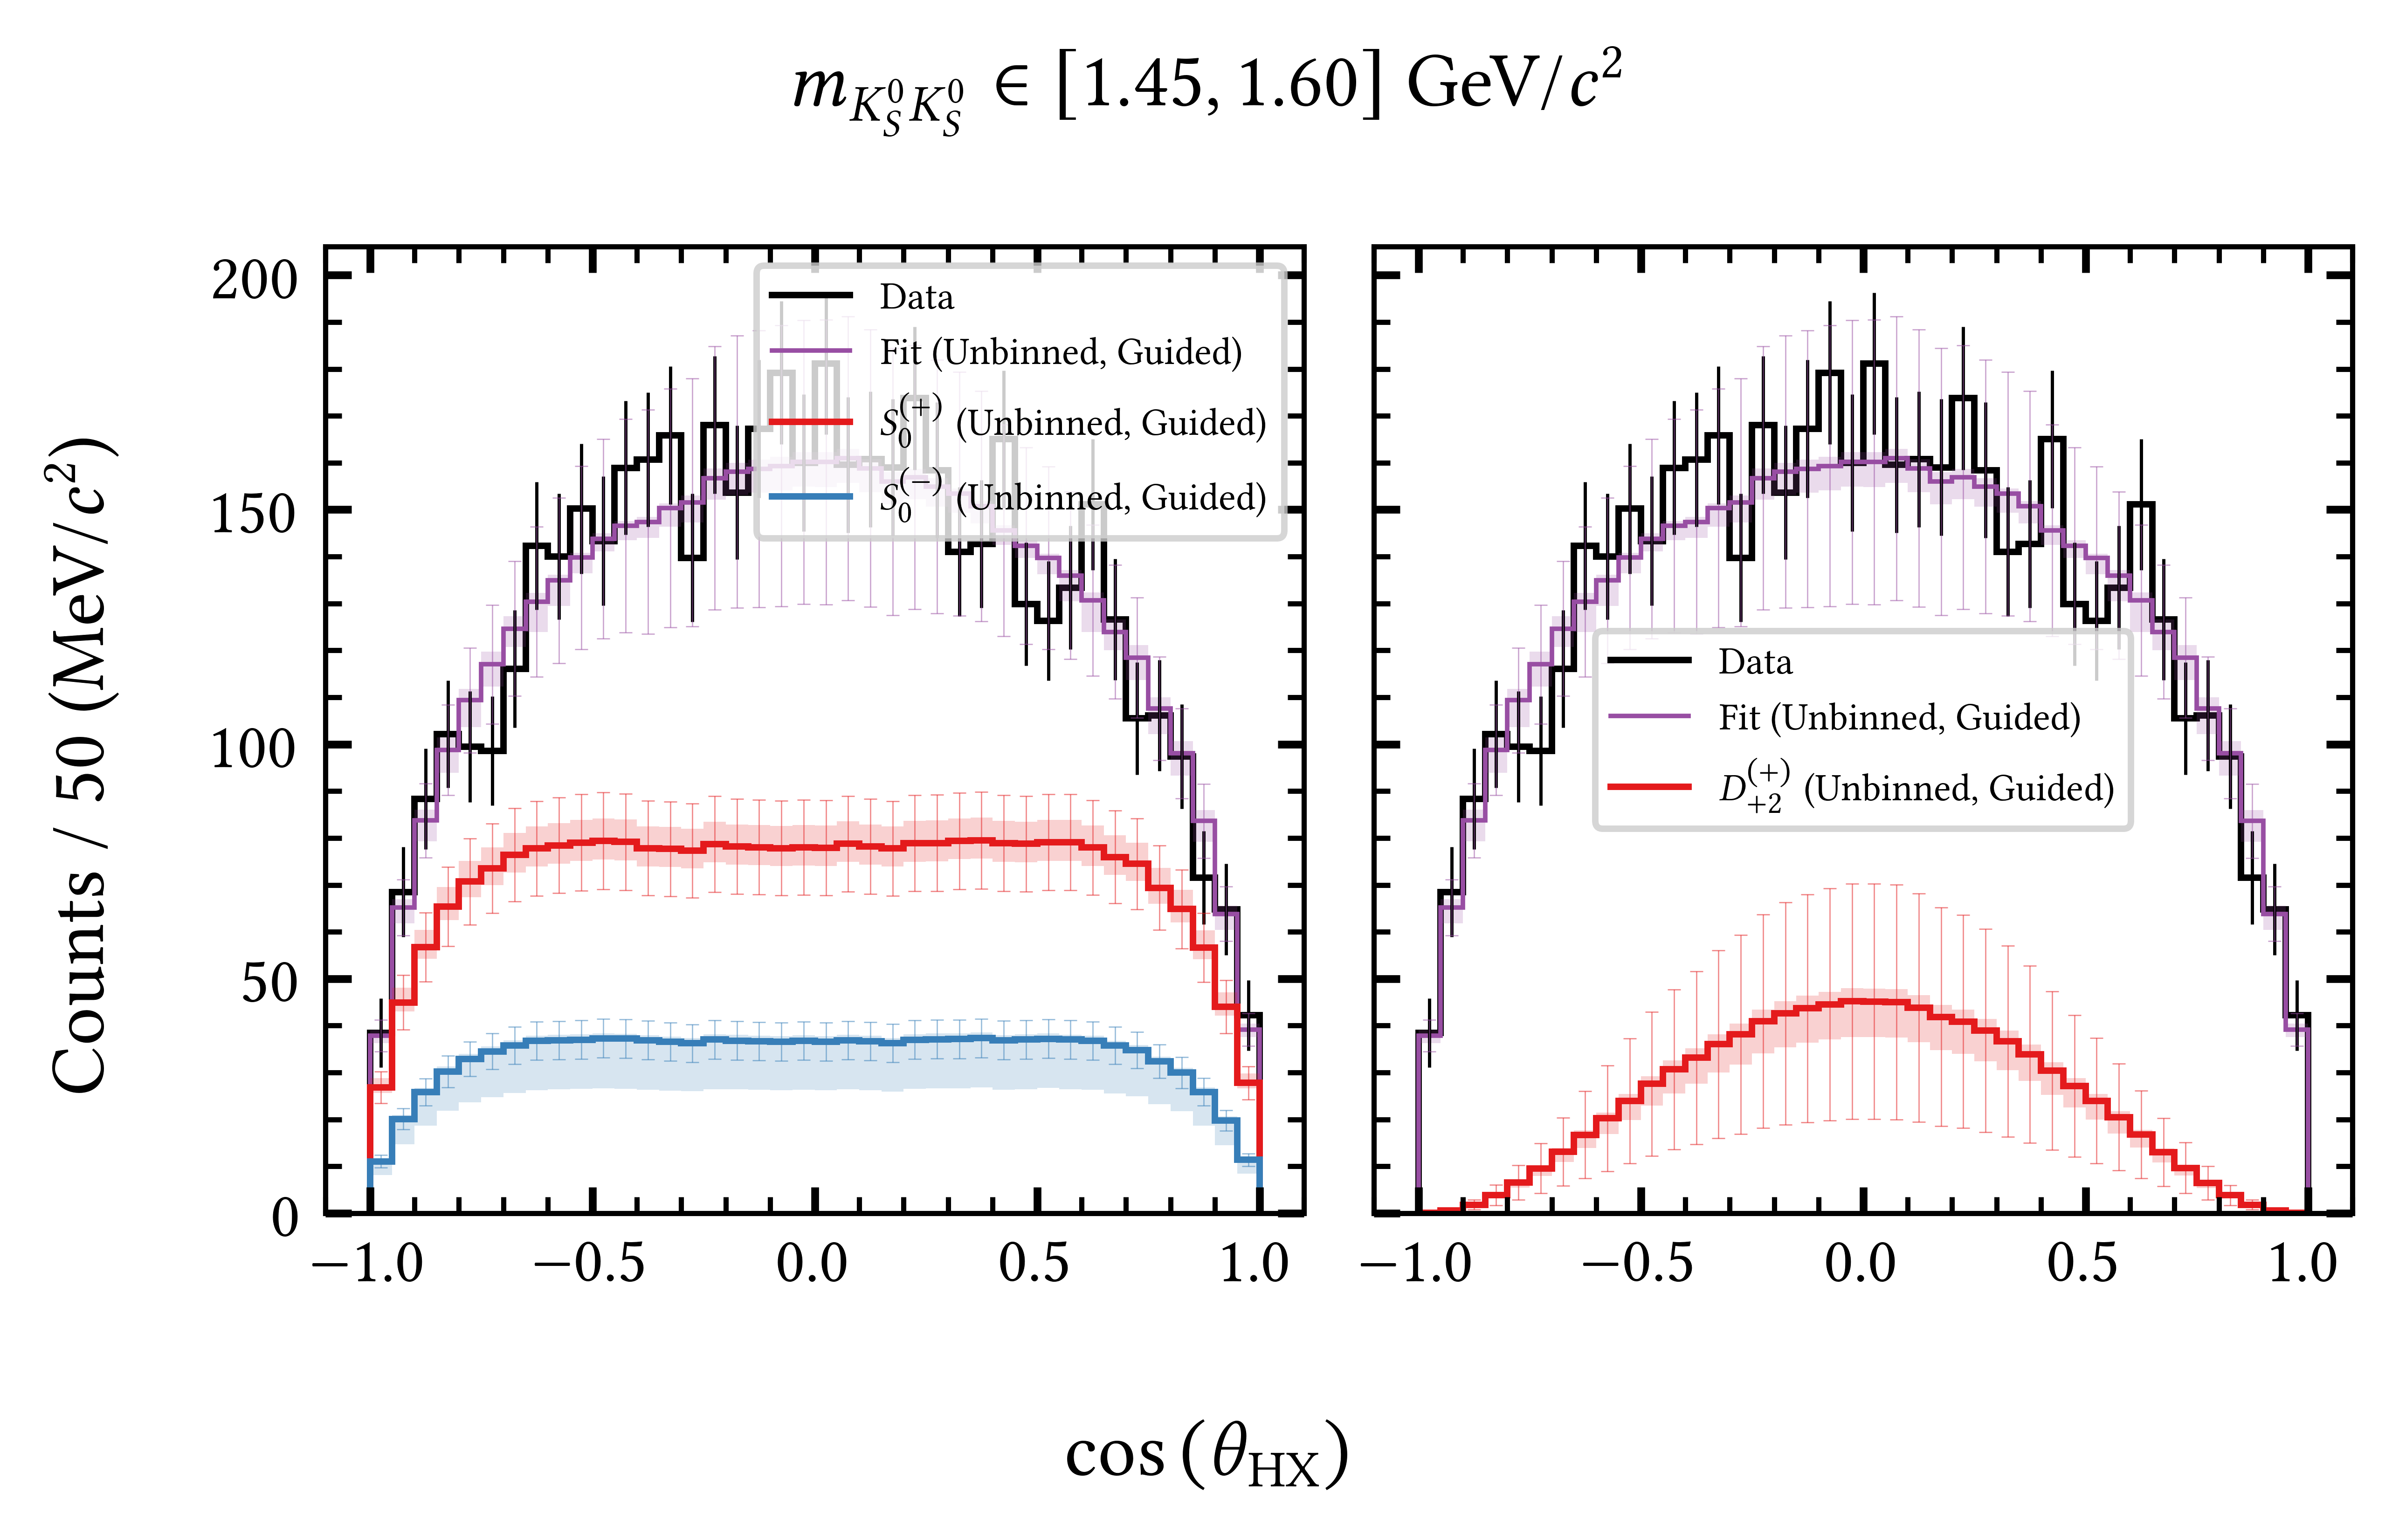 m_{K_S^0 K_S^0} ∈ [1.45, 1.60] GeV/c²
Counts / 50 (MeV/c²)
200
150
100
50
0
Data
Fit (Unbinned, Guided)
S_0^{(+)} (Unbinned, Guided)
S_0^{(−)} (Unbinned, Guided)
−1.0 −0.5 0.0 0.5 1.0
Data
Fit (Unbinned, Guided)
D_{+2}^{(+)} (Unbinned, Guided)
−1.0 −0.5 0.0 0.5 1.0
cos (θ_{HX})